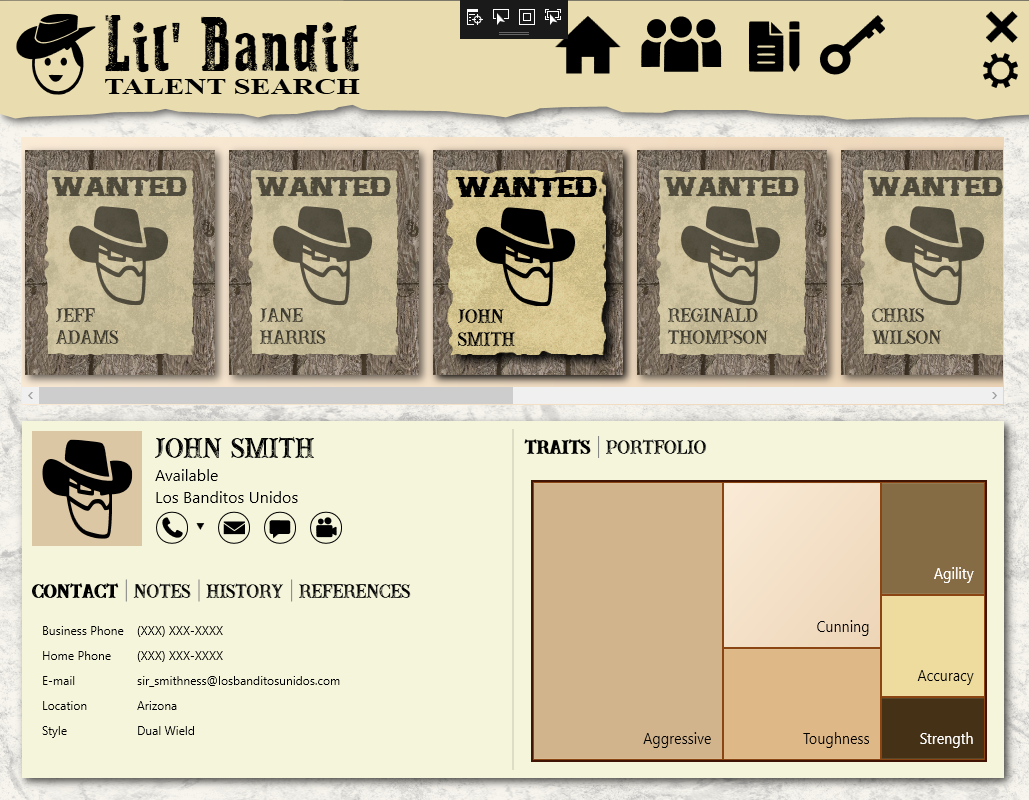 Lil' Bandit
TALENT SEARCH
WANTED
JEFF
ADAMS
WANTED
JANE
HARRIS
WANTED
JOHN
SMITH
WANTED
REGINALD
THOMPSON
WANTED
CHRIS
WILSON
JOHN SMITH
Available
Los Banditos Unidos
CONTACT | NOTES | HISTORY | REFERENCES
Business Phone (XXX) XXX-XXXX
Home Phone (XXX) XXX-XXXX
E-mail sir_smithness@losbanditosunidos.com
Location Arizona
Style Dual Wield
TRAITS | PORTFOLIO
Aggressive
Cunning
Toughness
Agility
Accuracy
Strength